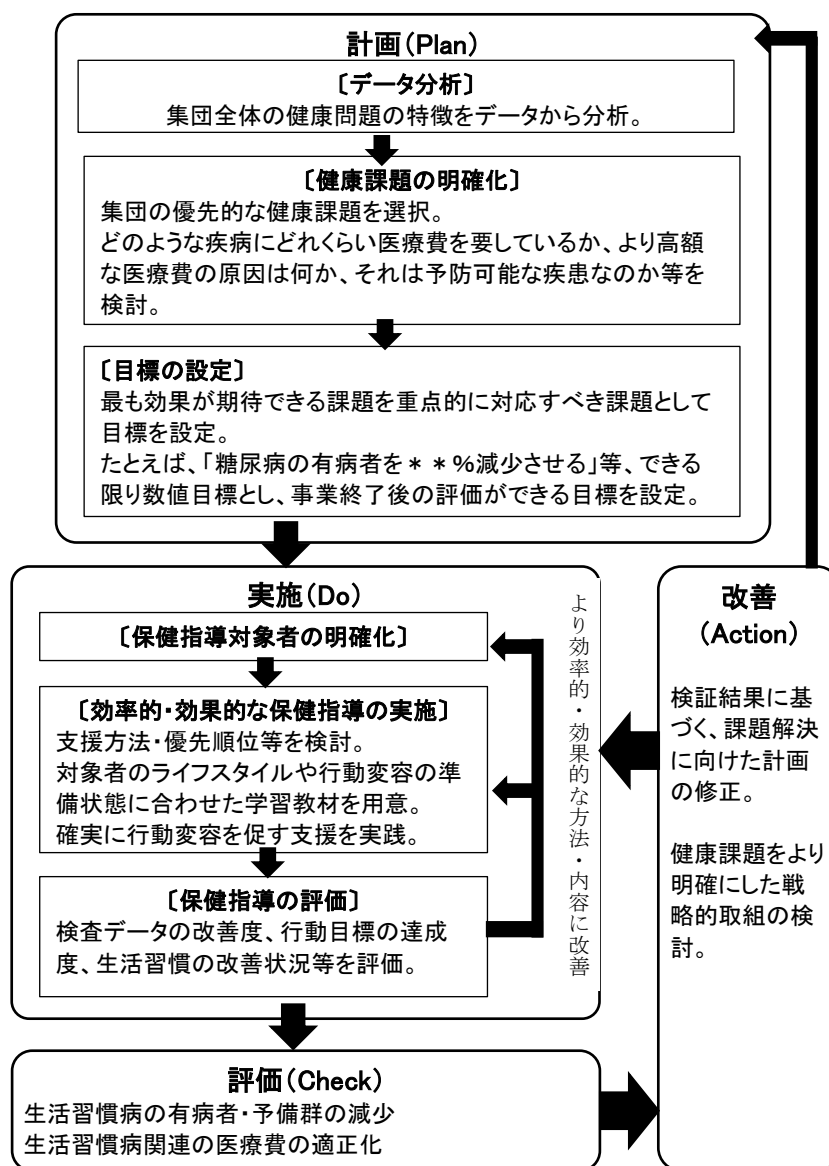 計画(Plan)
〔データ分析〕
集団全体の健康問題の特徴をデータから分析。
〔健康課題の明確化〕
集団の優先的な健康課題を選択。
どのような疾病にどれくらい医療費を要しているか、より高額
な医療費の原因は何か、それは予防可能な疾患なのか等を
検討。
〔目標の設定〕
最も効果が期待できる課題を重点的に対応すべき課題として
目標を設定。
たとえば、「糖尿病の有病者を**%減少させる」等、できる
限り数値目標とし、事業終了後の評価ができる目標を設定。
実施(Do)
〔保健指導対象者の明確化〕
〔効率的・効果的な保健指導の実施〕
支援方法・優先順位等を検討。
対象者のライフスタイルや行動変容の準
備状態に合わせた学習教材を用意。
確実に行動変容を促す支援を実践。
〔保健指導の評価〕
検査データの改善度、行動目標の達成
度、生活習慣の改善状況等を評価。
より効率的・効果的な方法・内容に改善
改善
(Action)
検証結果に基
づく、課題解決
に向けた計画
の修正。
健康課題をより
明確にした戦
略的取組の検
討。
評価(Check)
生活習慣病の有病者・予備群の減少
生活習慣病関連の医療費の適正化